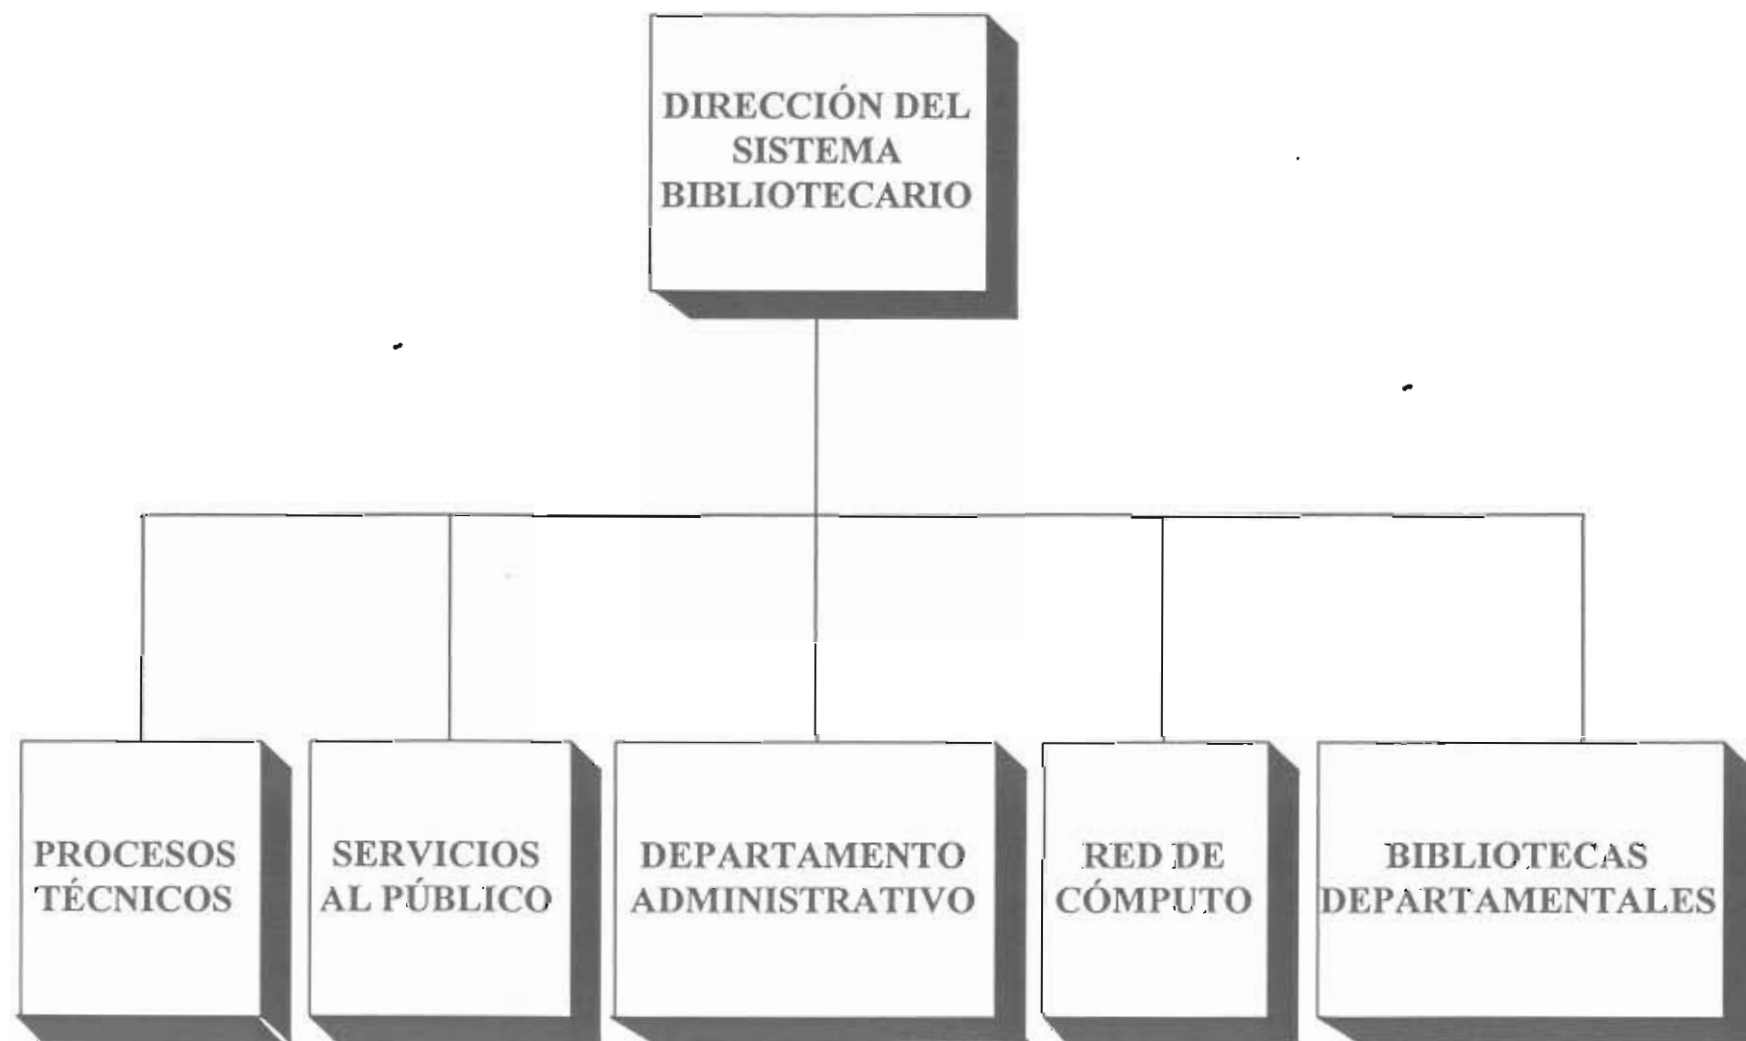 DIRECCIÓN DEL
SISTEMA
BIBLIOTECARIO
PROCESOS
TÉCNICOS
SERVICIOS
AL PÚBLICO
DEPARTAMENTO
ADMINISTRATIVO
RED DE
CÓMPUTO
BIBLIOTECAS
DEPARTAMENTALES